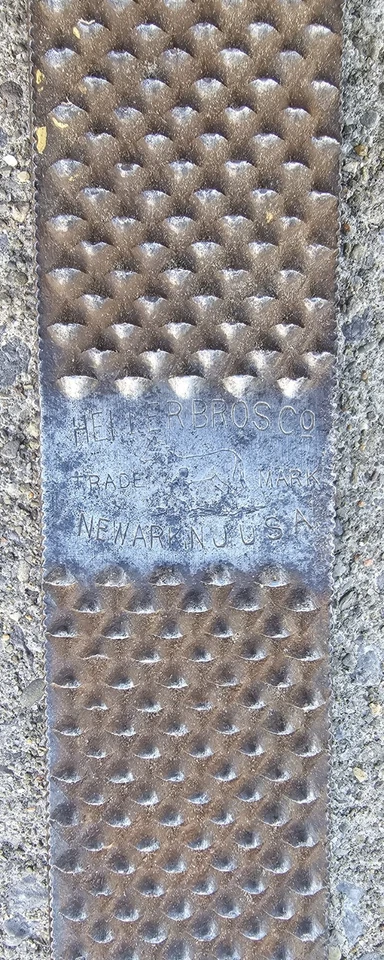 HELLER BROS CO
TRADE MARK
NEWARK N J U S A